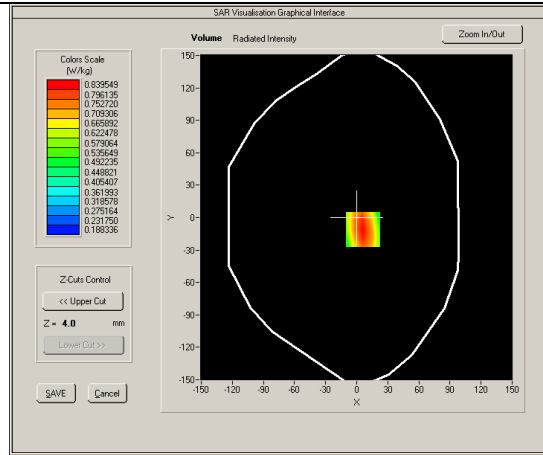 SAR Visualisation Graphical Interface
Volume Radiated Intensity
Zoom In/Out
Colors Scale
(W/kg)
0.839549
0.796135
0.752720
0.709306
0.665892
0.622478
0.579064
0.535649
0.492235
0.448821
0.405407
0.361993
0.318578
0.275164
0.231750
0.188336
Z-Cuts Control
<< Upper Cut
Z = 4.0 mm
Lower Cut >>
SAVE
Cancel
150
120
90
60
30
0
-30
-60
-90
-120
-150
Y
-150 -120 -90 -60 -30 0 30 60 90 120 150
X